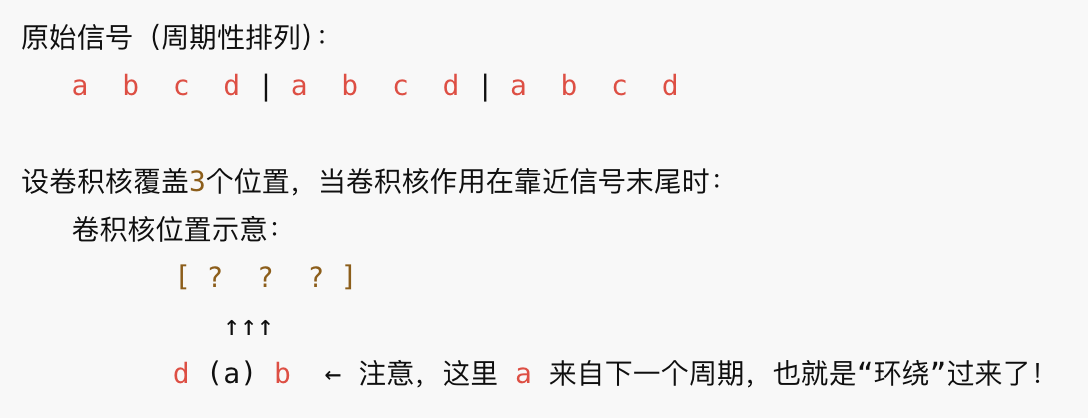 原始信号（周期性排列）：
a b c d | a b c d | a b c d
设卷积核覆盖3个位置，当卷积核作用在靠近信号末尾时：
卷积核位置示意：
[ ? ? ? ]
↑↑↑
d (a) b ← 注意，这里 a 来自下一个周期，也就是“环绕”过来了！